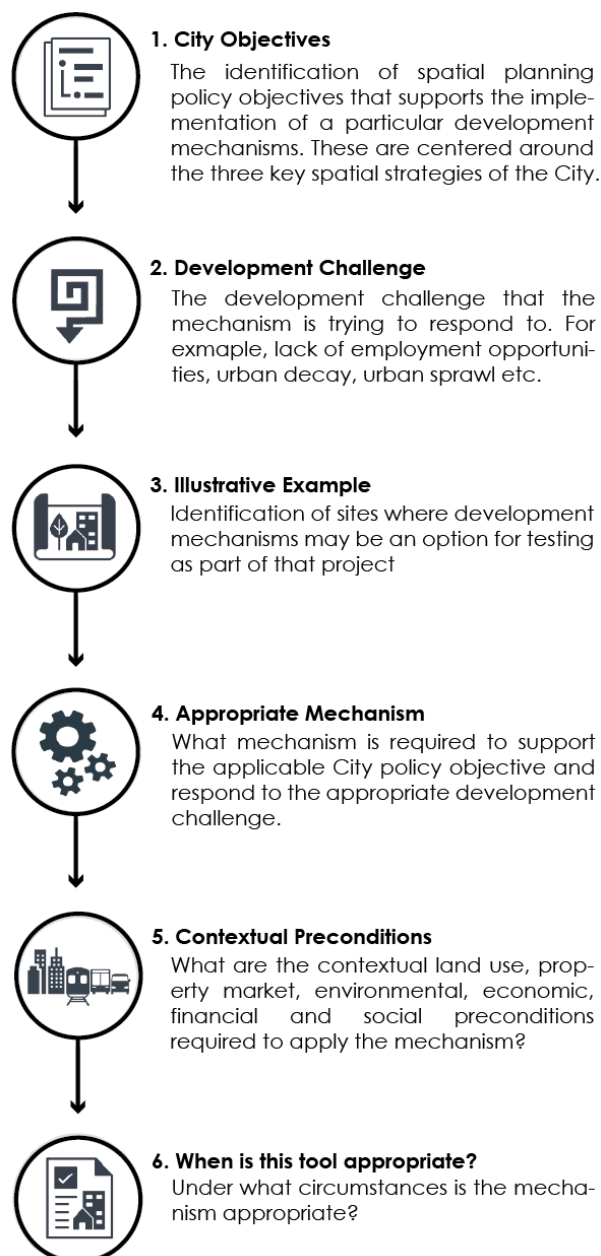 1. City Objectives
The identification of spatial planning
policy objectives that supports the imple-
mentation of a particular development
mechanisms. These are centered around
the three key spatial strategies of the City.
2. Development Challenge
The development challenge that the
mechanism is trying to respond to. For
exmaple, lack of employment opportuni-
ties, urban decay, urban sprawl etc.
3. Illustrative Example
Identification of sites where development
mechanisms may be an option for testing
as part of that project
4. Appropriate Mechanism
What mechanism is required to support
the applicable City policy objective and
respond to the appropriate development
challenge.
5. Contextual Preconditions
What are the contextual land use, prop-
erty market, environmental, economic,
financial and social preconditions
required to apply the mechanism?
6. When is this tool appropriate?
Under what circumstances is the mecha-
nism appropriate?